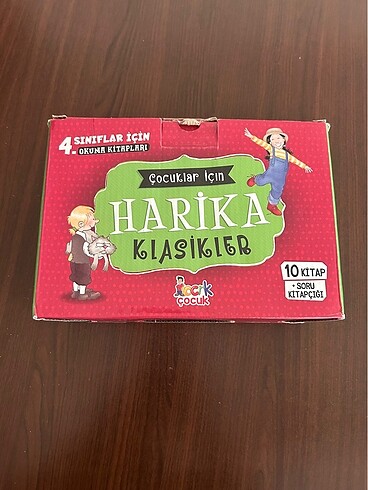 4. SINIFLAR İÇİN
OKUMA KİTAPLARI
Çocuklar İçin
HARİKA
KLASİKLER
10 KİTAP
+ SORU
KİTAPÇIĞI
çocuk